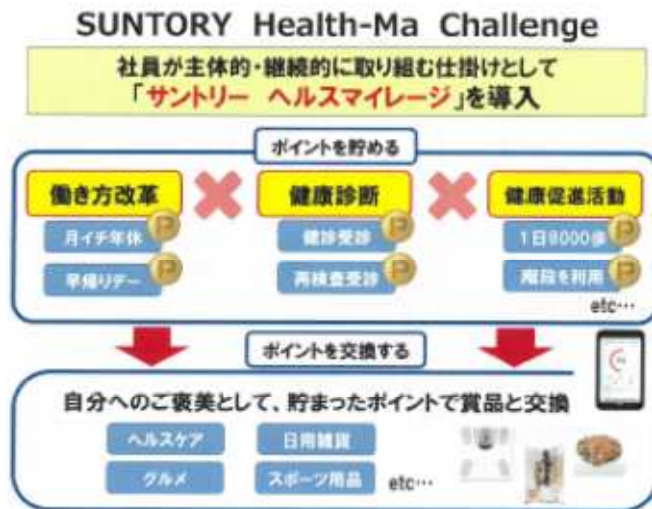 SUNTORY Health-Ma Challenge
社員が主体的・継続的に取り組む仕掛けとして
「サントリー ヘルスマイレージ」を導入
ポイントを貯める
働き方改革
健康診断
健康促進活動
月イチ年休
P
健診受診
P
1日8000歩
P
早帰りデー
P
再検査受診
P
階段を利用
P
etc…
ポイントを交換する
自分へのご褒美として、貯まったポイントで賞品と交換
ヘルスケア
日用雑貨
グルメ
スポーツ用品
etc…